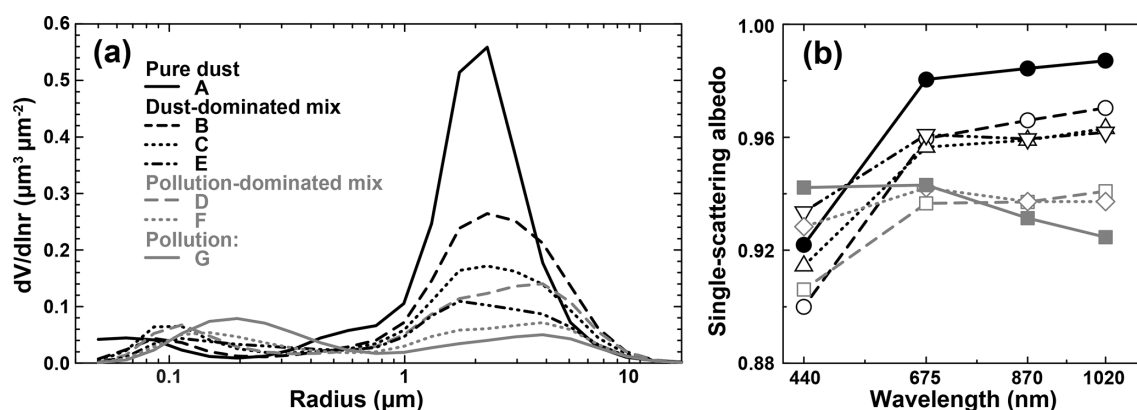 (a)
dV/dlnr (µm³ µm⁻²)
0.6
0.5
0.4
0.3
0.2
0.1
0.0
Pure dust
A
Dust-dominated mix
B
C
E
Pollution-dominated mix
D
F
Pollution:
G
0.1 1 10
Radius (µm)
(b)
Single-scattering albedo
1.00
0.96
0.92
0.88
440 675 870 1020
Wavelength (nm)